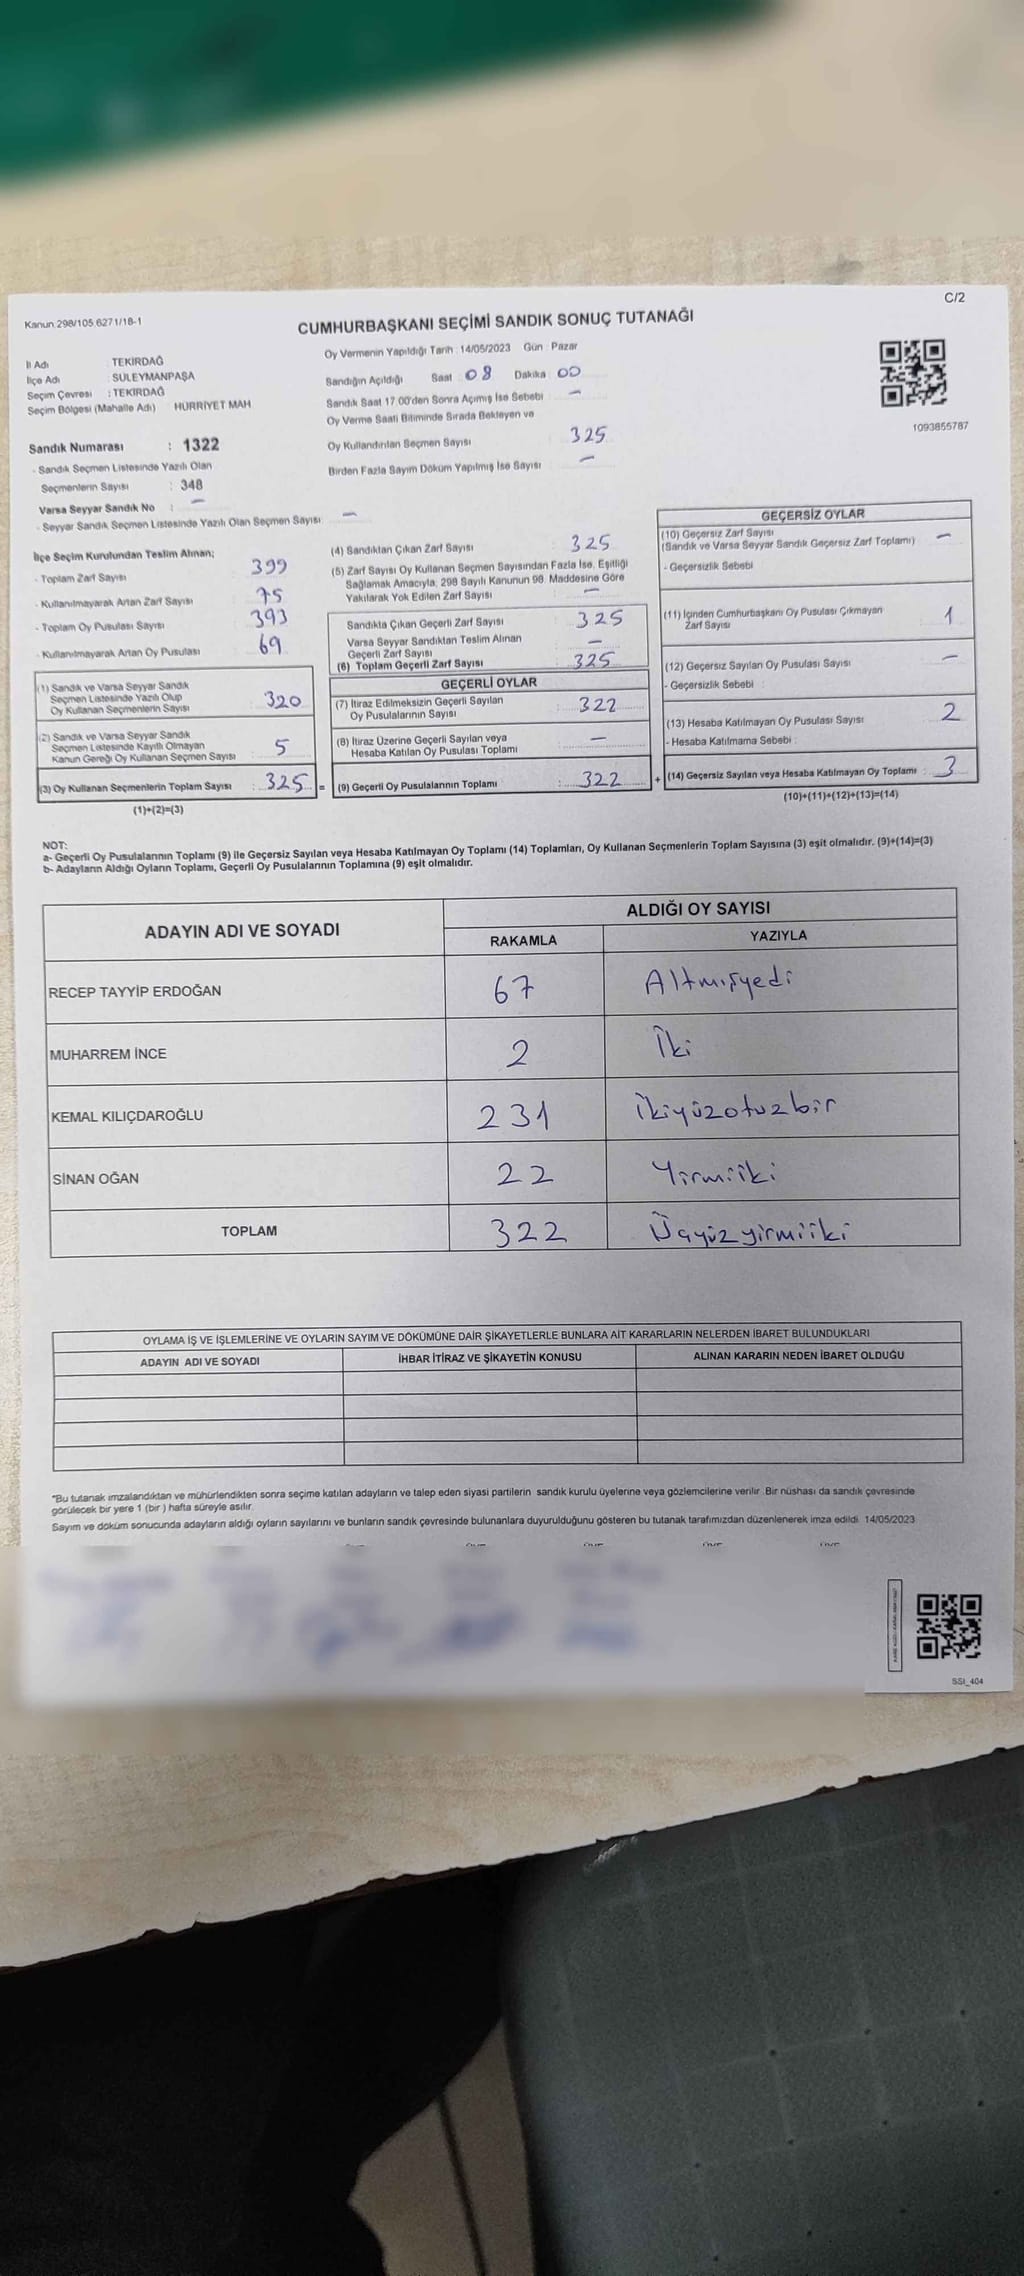 C/2
Kanun 298/105 6271/18-1
CUMHURBAŞKANI SEÇİMİ SANDIK SONUÇ TUTANAĞI
İl Adı : TEKİRDAĞ
İlçe Adı : SÜLEYMANPAŞA
Seçim Çevresi : TEKİRDAĞ
Seçim Bölgesi (Mahalle Adı) HÜRRİYET MAH
Sandık Numarası : 1322
- Sandık Seçmen Listesinde Yazılı Olan
Seçmenlerin Sayısı : 348
Varsa Seyyar Sandık No : –
- Seyyar Sandık Seçmen Listesinde Yazılı Olan Seçmen Sayısı: –
Oy Vermenin Yapıldığı Tarih : 14/05/2023 Gün : Pazar
Sandığın Açıldığı Saat : 08 Dakika : 00
Sandık Saat 17.00'den Sonra Açılmış İse Sebebi : –
Oy Verme Saati Bitiminde Sırada Bekleyen ve
Oy Kullandırılan Seçmen Sayısı : 325
Birden Fazla Sayım Döküm Yapılmış İse Sayısı : –
1093855787
İlçe Seçim Kurulundan Teslim Alınan;
- Toplam Zarf Sayısı : 399
- Kullanılmayarak Artan Zarf Sayısı : 75
- Toplam Oy Pusulası Sayısı : 393
- Kullanılmayarak Artan Oy Pusulası : 69
(1) Sandık ve Varsa Seyyar Sandık
Seçmen Listesinde Yazılı Olup
Oy Kullanan Seçmenlerin Sayısı : 320
(2) Sandık ve Varsa Seyyar Sandık
Seçmen Listesinde Kayıtlı Olmayan
Kanun Gereği Oy Kullanan Seçmen Sayısı : 5
(3) Oy Kullanan Seçmenlerin Toplam Sayısı : 325 =
(1)+(2)=(3)
(4) Sandıktan Çıkan Zarf Sayısı : 325
(5) Zarf Sayısı Oy Kullanan Seçmen Sayısından Fazla İse, Eşitliği
Sağlamak Amacıyla, 298 Sayılı Kanunun 98. Maddesine Göre
Yakılarak Yok Edilen Zarf Sayısı : –
Sandıkta Çıkan Geçerli Zarf Sayısı : 325
Varsa Seyyar Sandıktan Teslim Alınan
Geçerli Zarf Sayısı : –
(6) Toplam Geçerli Zarf Sayısı : 325
GEÇERLİ OYLAR
(7) İtiraz Edilmeksizin Geçerli Sayılan
Oy Pusulalarının Sayısı : 322
(8) İtiraz Üzerine Geçerli Sayılan veya
Hesaba Katılan Oy Pusulası Toplamı : –
(9) Geçerli Oy Pusulalarının Toplamı : 322 +
GEÇERSİZ OYLAR
(10) Geçersiz Zarf Sayısı
(Sandık ve Varsa Seyyar Sandık Geçersiz Zarf Toplamı) –
- Geçersizlik Sebebi
(11) İçinden Cumhurbaşkanı Oy Pusulası Çıkmayan
Zarf Sayısı 1
(12) Geçersiz Sayılan Oy Pusulası Sayısı –
- Geçersizlik Sebebi :
(13) Hesaba Katılmayan Oy Pusulası Sayısı 2
- Hesaba Katılmama Sebebi :
(14) Geçersiz Sayılan veya Hesaba Katılmayan Oy Toplamı : 3
(10)+(11)+(12)+(13)=(14)
NOT:
a- Geçerli Oy Pusulalarının Toplamı (9) ile Geçersiz Sayılan veya Hesaba Katılmayan Oy Toplamı (14) Toplamları, Oy Kullanan Seçmenlerin Toplam Sayısına (3) eşit olmalıdır. (9)+(14)=(3)
b- Adayların Aldığı Oyların Toplamı, Geçerli Oy Pusulalarının Toplamına (9) eşit olmalıdır.
ADAYIN ADI VE SOYADI ALDIĞI OY SAYISI
RAKAMLA YAZIYLA
RECEP TAYYİP ERDOĞAN 67 Altmışyedi
MUHARREM İNCE 2 İki
KEMAL KILIÇDAROĞLU 231 İkiyüzotuzbir
SİNAN OĞAN 22 Yirmiiki
TOPLAM 322 Üçyüzyirmiiki
OYLAMA İŞ VE İŞLEMLERİNE VE OYLARIN SAYIM VE DÖKÜMÜNE DAİR ŞİKAYETLERLE BUNLARA AİT KARARLARIN NELERDEN İBARET BULUNDUKLARI
ADAYIN ADI VE SOYADI İHBAR İTİRAZ VE ŞİKAYETİN KONUSU ALINAN KARARIN NEDEN İBARET OLDUĞU
*Bu tutanak imzalandıktan ve mühürlendikten sonra seçime katılan adayların ve talep eden siyasi partilerin sandık kurulu üyelerine veya gözlemcilerine verilir. Bir nüshası da sandık çevresinde
görülecek bir yere 1 (bir ) hafta süreyle asılır.
Sayım ve döküm sonucunda adayların aldığı oyların sayılarını ve bunların sandık çevresinde bulunanlara duyurulduğunu gösteren bu tutanak tarafımızdan düzenlenerek imza edildi 14/05/2023
SSI_404